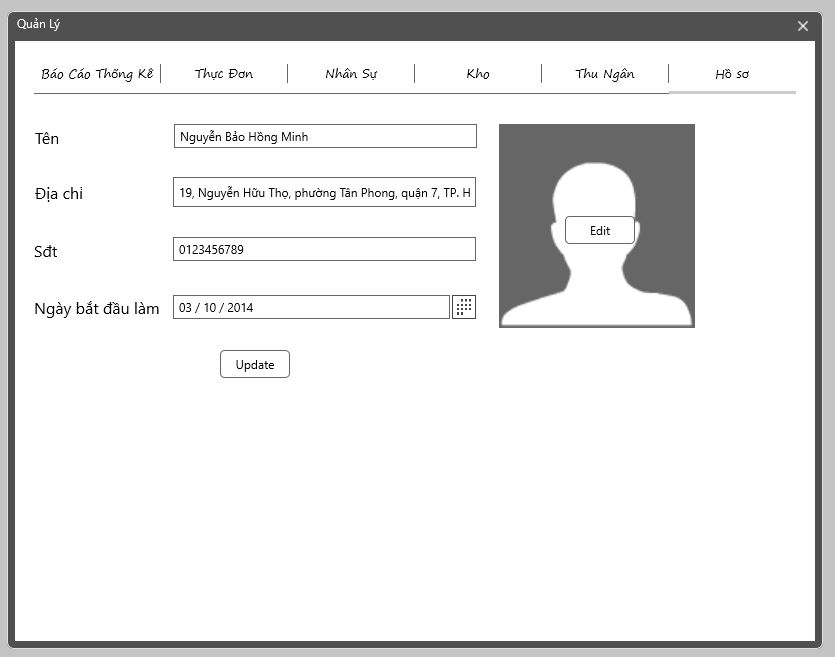 Quản Lý
Báo Cáo Thống Kê Thực Đơn Nhân Sự Kho Thu Ngân Hồ sơ
Tên Nguyễn Bảo Hồng Minh
Địa chỉ 19, Nguyễn Hữu Thọ, phường Tân Phong, quận 7, TP. H
Edit
Sđt 0123456789
Ngày bắt đầu làm 03 / 10 / 2014
Update